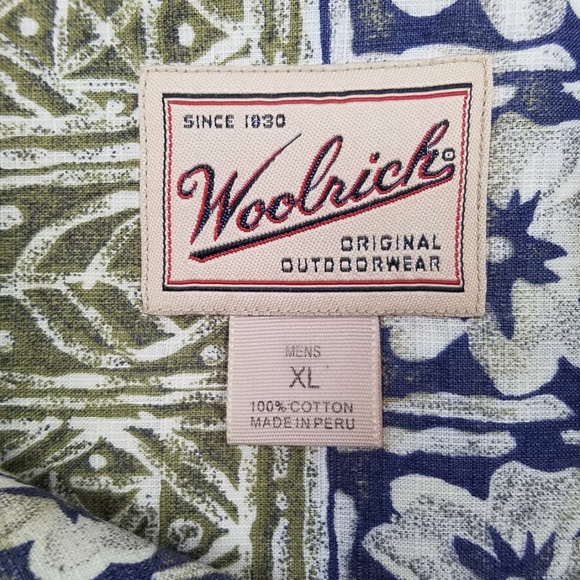 SINCE 1830
Woolrich®
ORIGINAL
OUTDOORWEAR
MENS
XL
100% COTTON
MADE IN PERU